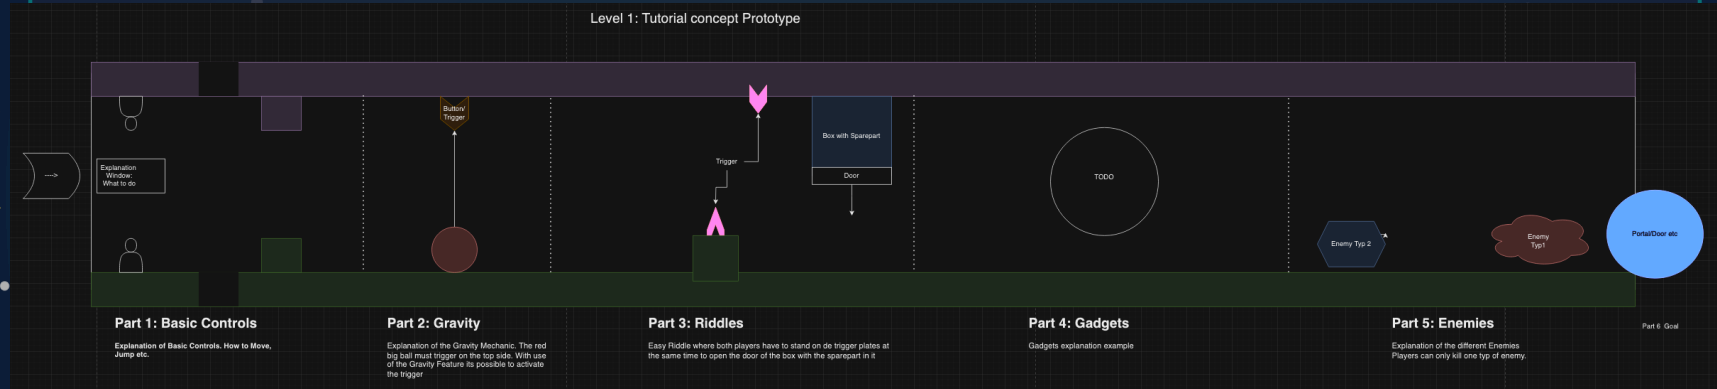 Level 1: Tutorial concept Prototype
Button/
Trigger
Box with Sparepart
Trigger
Door
Explanation
Window:
What to do
---->
TODO
Enemy Typ 2
Enemy
Typ1
Portal/Door etc
Part 1: Basic Controls
Explanation of Basic Controls. How to Move,
Jump etc.
Part 2: Gravity
Explanation of the Gravity Mechanic. The red
big ball must trigger on the top side. With use
of the Gravity Feature its possible to activate
the trigger
Part 3: Riddles
Easy Riddle where both players have to stand on de trigger plates at
the same time to open the door of the box with the sparepart in it
Part 4: Gadgets
Gadgets explanation example
Part 5: Enemies
Explanation of the different Enemies
Players can only kill one typ of enemy.
Part 6 Goal